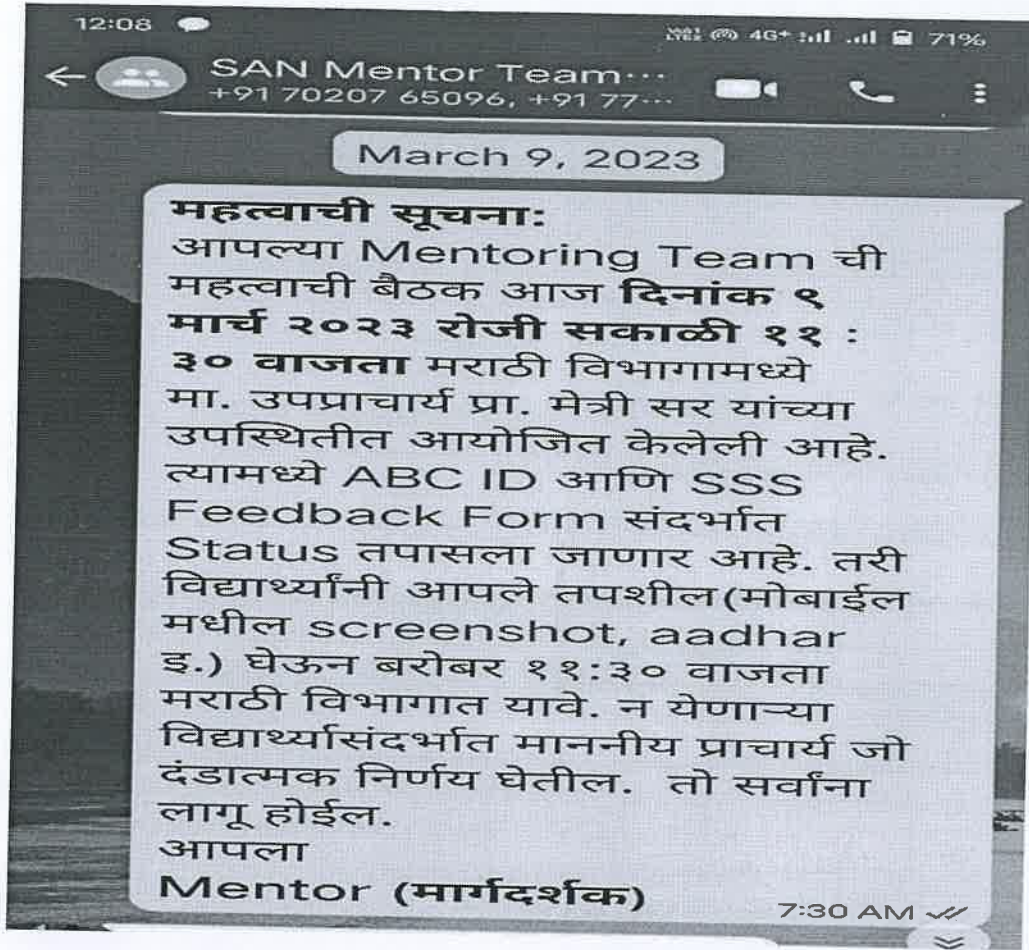 12:08 4G+ 71%
SAN Mentor Team...
+91 70207 65096, +91 77...
March 9, 2023
महत्वाची सूचना:
आपल्या Mentoring Team ची
महत्वाची बैठक आज दिनांक ९
मार्च २०२३ रोजी सकाळी ११ :
३० वाजता मराठी विभागामध्ये
मा. उपप्राचार्य प्रा. मेत्री सर यांच्या
उपस्थितीत आयोजित केलेली आहे.
त्यामध्ये ABC ID आणि SSS
Feedback Form संदर्भात
Status तपासला जाणार आहे. तरी
विद्यार्थ्यांनी आपले तपशील(मोबाईल
मधील screenshot, aadhar
इ.) घेऊन बरोबर ११:३० वाजता
मराठी विभागात यावे. न येणाऱ्या
विद्यार्थ्यासंदर्भात माननीय प्राचार्य जो
दंडात्मक निर्णय घेतील. तो सर्वांना
लागू होईल.
आपला
Mentor (मार्गदर्शक)
7:30 AM